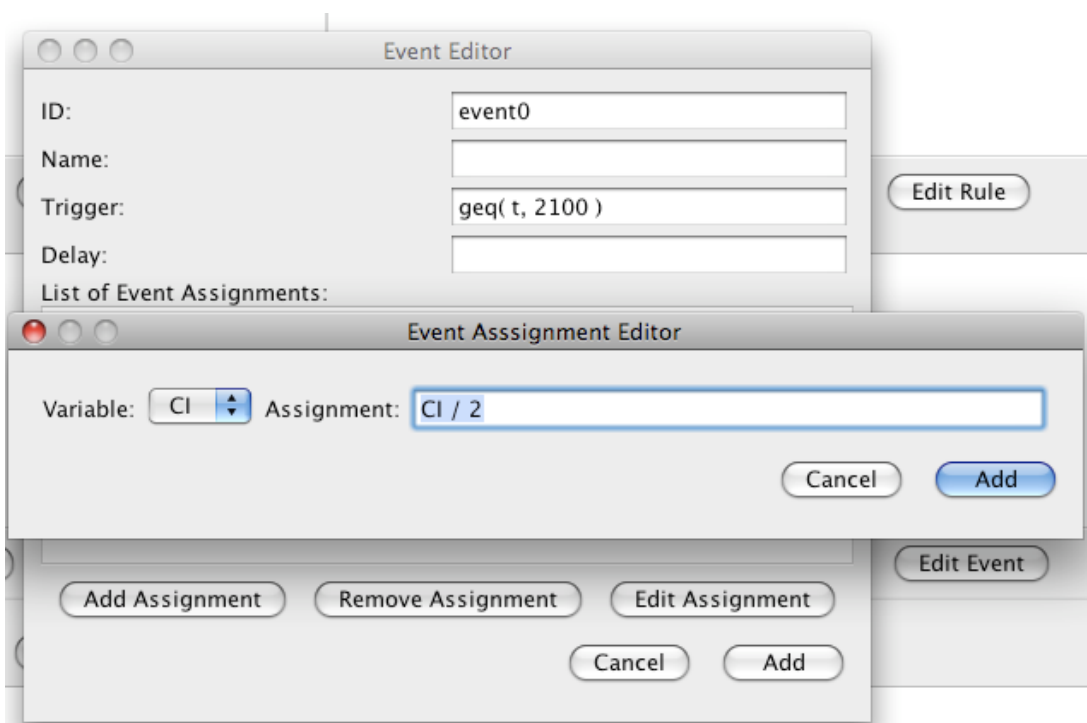 Event Editor
ID: event0
Name:
Trigger: geq( t, 2100 )
Edit Rule
Delay:
List of Event Assignments:
Event Asssignment Editor
Variable: CI Assignment: CI / 2
Cancel Add
Edit Event
Add Assignment Remove Assignment Edit Assignment
Cancel Add